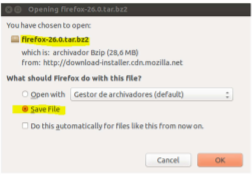 Opening firefox-26.0.tar.bz2
You have chosen to open:
firefox-26.0.tar.bz2
which is: archivador Bzip (28,6 MB)
from: http://download-installer.cdn.mozilla.net
What should Firefox do with this file?
Open with Gestor de archivadores (default)
Save File
Do this automatically for files like this from now on.
Cancel OK